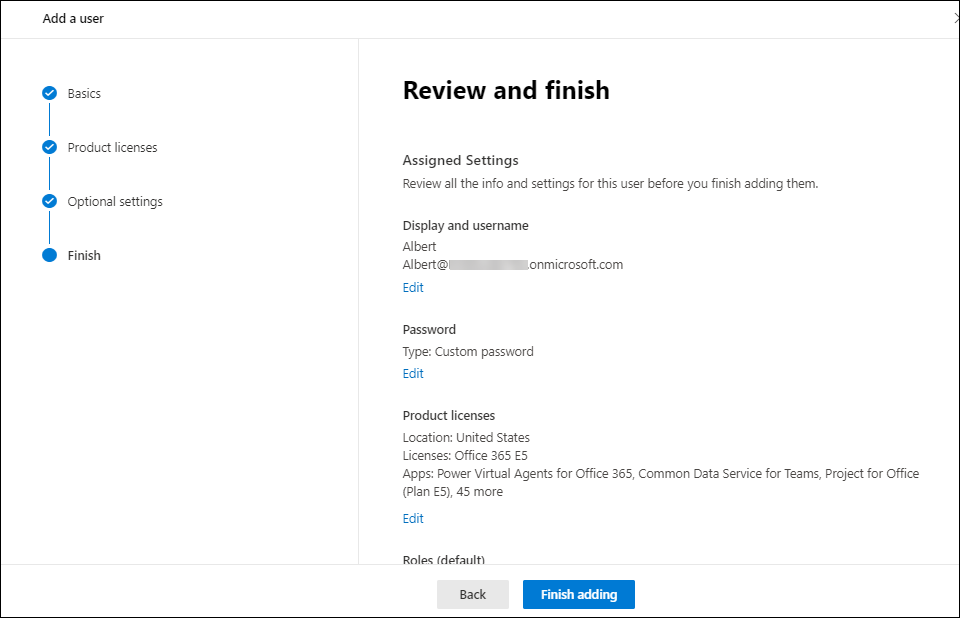 Add a user
Basics
Product licenses
Optional settings
Finish
Review and finish
Assigned Settings
Review all the info and settings for this user before you finish adding them.
Display and username
Albert
Albert@ .onmicrosoft.com
Edit
Password
Type: Custom password
Edit
Product licenses
Location: United States
Licenses: Office 365 E5
Apps: Power Virtual Agents for Office 365, Common Data Service for Teams, Project for Office
(Plan E5), 45 more
Edit
Roles (default)
Back
Finish adding